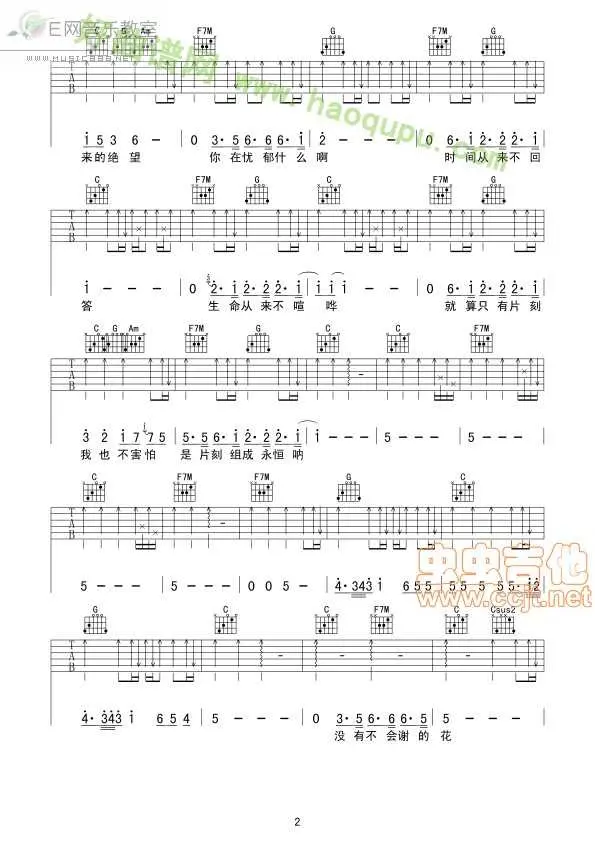 E网音乐教室
www.music888.net
C G Am F7M G F7M G
好歌谱网
www.haoqupu.com
T A B
i 5 3 6 - 0 3· 5 6· 6 6· i 2 - - - 0 6· i 2· 2 2· i
来的绝望 你在忧郁什么啊 时间从来不回
C F7M G C F7M
T A B
i - - - 0 2· i 2· 2 2· i i i i - - - 0 6· i 2· 2 2· i
答 生命从来不喧哗 就算只有片刻
C G Am F7M G C C F7M G
T A B
3 2 i 7 7 5 5· 5 6· i 2· 2 2· i i - - - 5 - - - 5 - - -
我也不害怕 是片刻组成永恒呐
C F7M F7M G C
T A B
虫虫吉他
www.ccjt.net
5 - - - 5 - - - 0 0 5 - 4· 3 4 3 i 6 5 5 5 5 5· 5 5· i 2
G C C F7M C Csus2
T A B
4· 3 4 3 i 6 5 4 5 - - - 0 3· 5 6· 6 6· 5 5 - - -
没有不会谢的花
2